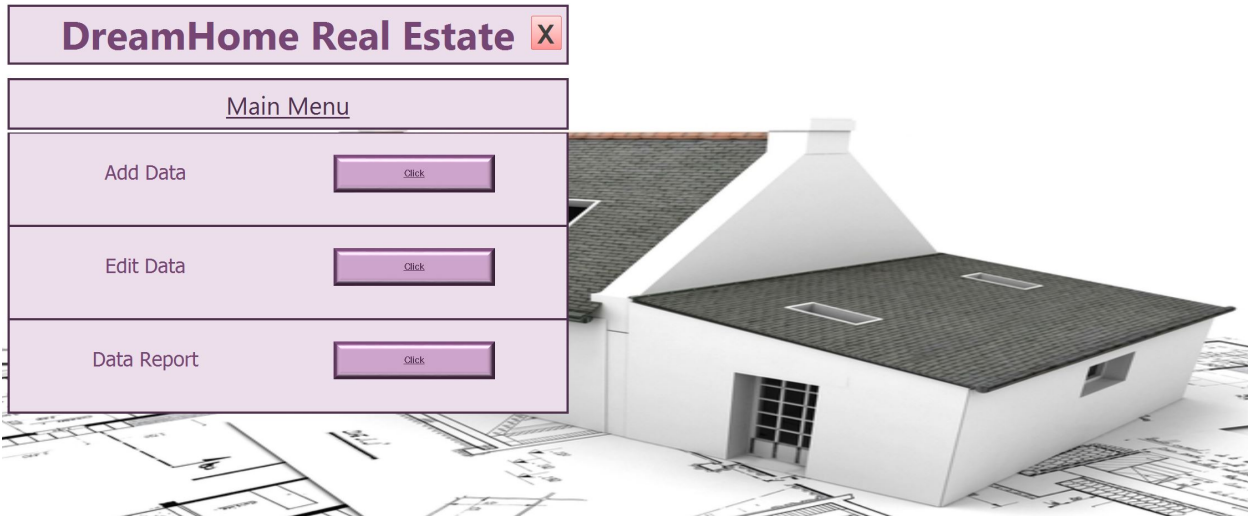 DreamHome Real Estate X
Main Menu
Add Data Click
Edit Data Click
Data Report Click